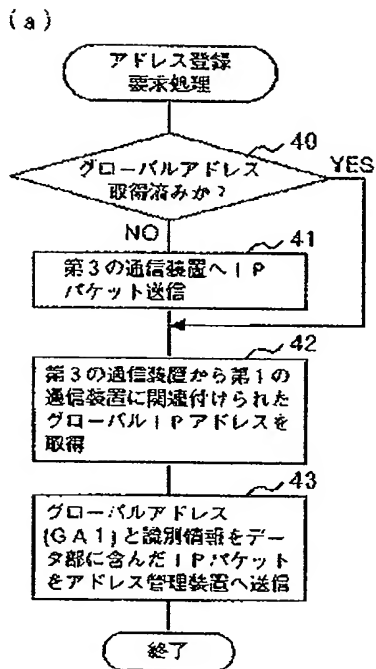 (a)
アドレス登録
要求処理
40
グローバルアドレス
取得済みか?
YES
NO
41
第3の通信装置へIP
パケット送信
42
第3の通信装置から第1の
通信装置に関連付けられた
グローバルIPアドレスを
取得
43
グローバルアドレス
(GA1)と識別情報をデー
タ部に含んだIPパケット
をアドレス管理装置へ送信
終了